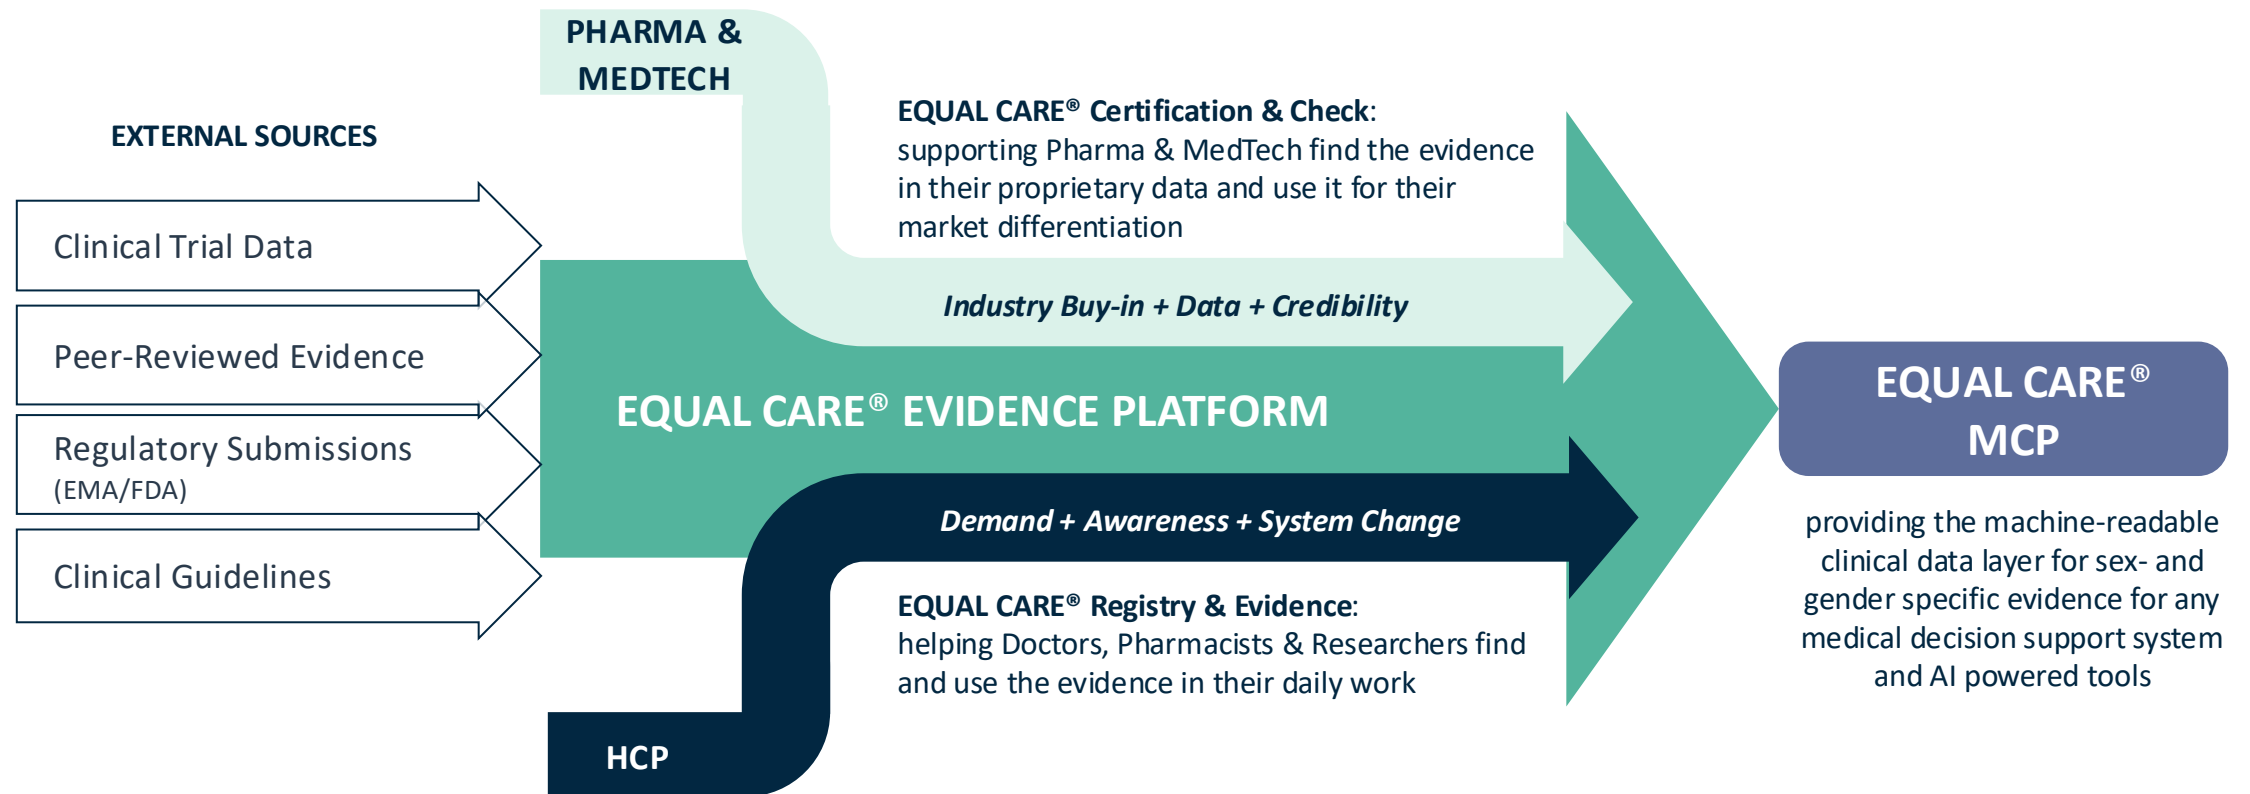 PHARMA &
MEDTECH
EXTERNAL SOURCES
Clinical Trial Data
Peer-Reviewed Evidence
Regulatory Submissions
(EMA/FDA)
Clinical Guidelines
EQUAL CARE® Certification & Check:
supporting Pharma & MedTech find the evidence
in their proprietary data and use it for their
market differentiation
Industry Buy-in + Data + Credibility
EQUAL CARE® EVIDENCE PLATFORM
Demand + Awareness + System Change
EQUAL CARE® Registry & Evidence:
helping Doctors, Pharmacists & Researchers find
and use the evidence in their daily work
HCP
EQUAL CARE®
MCP
providing the machine-readable
clinical data layer for sex- and
gender specific evidence for any
medical decision support system
and AI powered tools